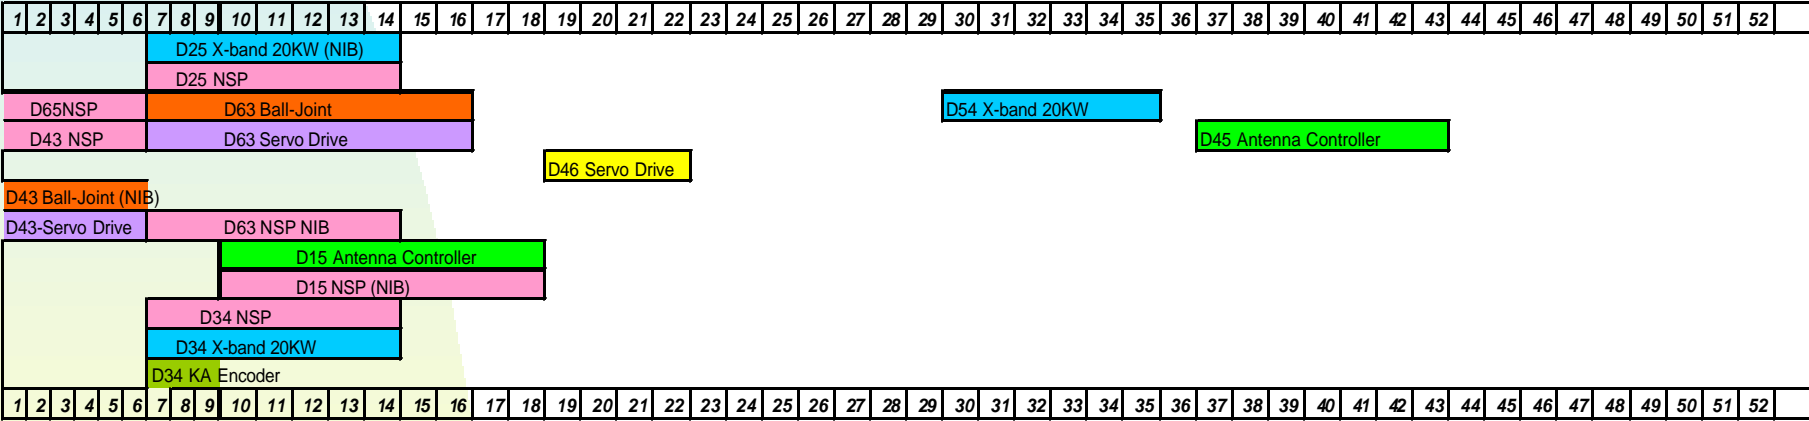 1 2 3 4 5 6 7 8 9 10 11 12 13 14 15 16 17 18 19 20 21 22 23 24 25 26 27 28 29 30 31 32 33 34 35 36 37 38 39 40 41 42 43 44 45 46 47 48 49 50 51 52
D25 X-band 20KW (NIB)
D25 NSP
D65NSP D63 Ball-Joint D54 X-band 20KW
D43 NSP D63 Servo Drive D45 Antenna Controller
D46 Servo Drive
D43 Ball-Joint (NIB)
D43-Servo Drive D63 NSP NIB
D15 Antenna Controller
D15 NSP (NIB)
D34 NSP
D34 X-band 20KW
D34 KA Encoder
1 2 3 4 5 6 7 8 9 10 11 12 13 14 15 16 17 18 19 20 21 22 23 24 25 26 27 28 29 30 31 32 33 34 35 36 37 38 39 40 41 42 43 44 45 46 47 48 49 50 51 52